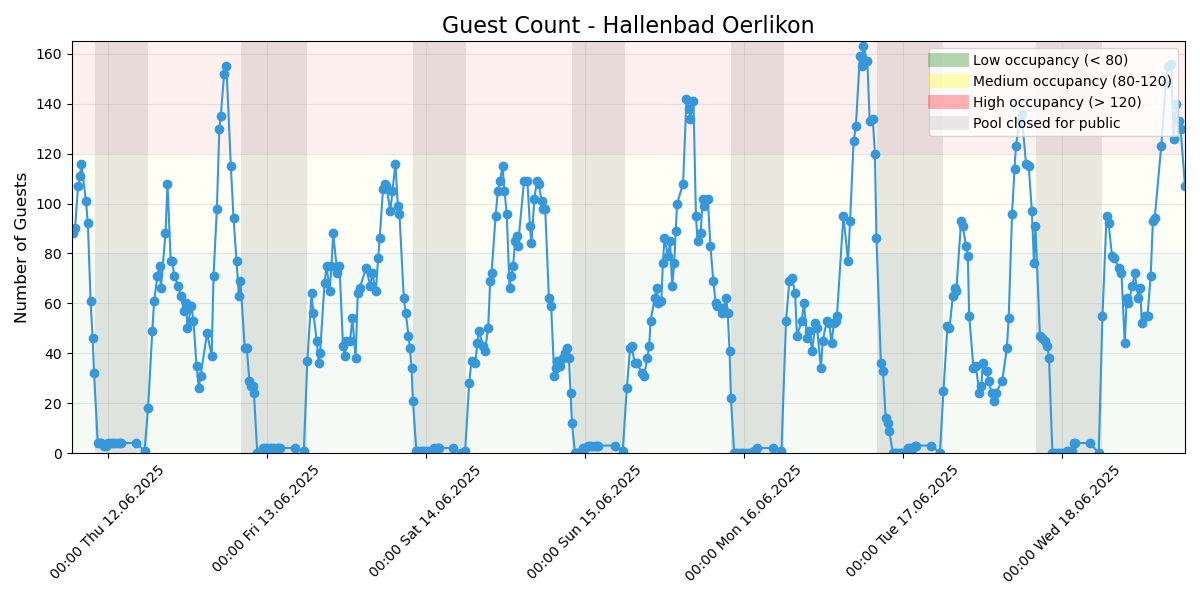 Guest Count - Hallenbad Oerlikon
Number of Guests
160
140
120
100
80
60
40
20
0
Low occupancy (< 80)
Medium occupancy (80-120)
High occupancy (> 120)
Pool closed for public
00:00 Thu 12.06.2025
00:00 Fri 13.06.2025
00:00 Sat 14.06.2025
00:00 Sun 15.06.2025
00:00 Mon 16.06.2025
00:00 Tue 17.06.2025
00:00 Wed 18.06.2025